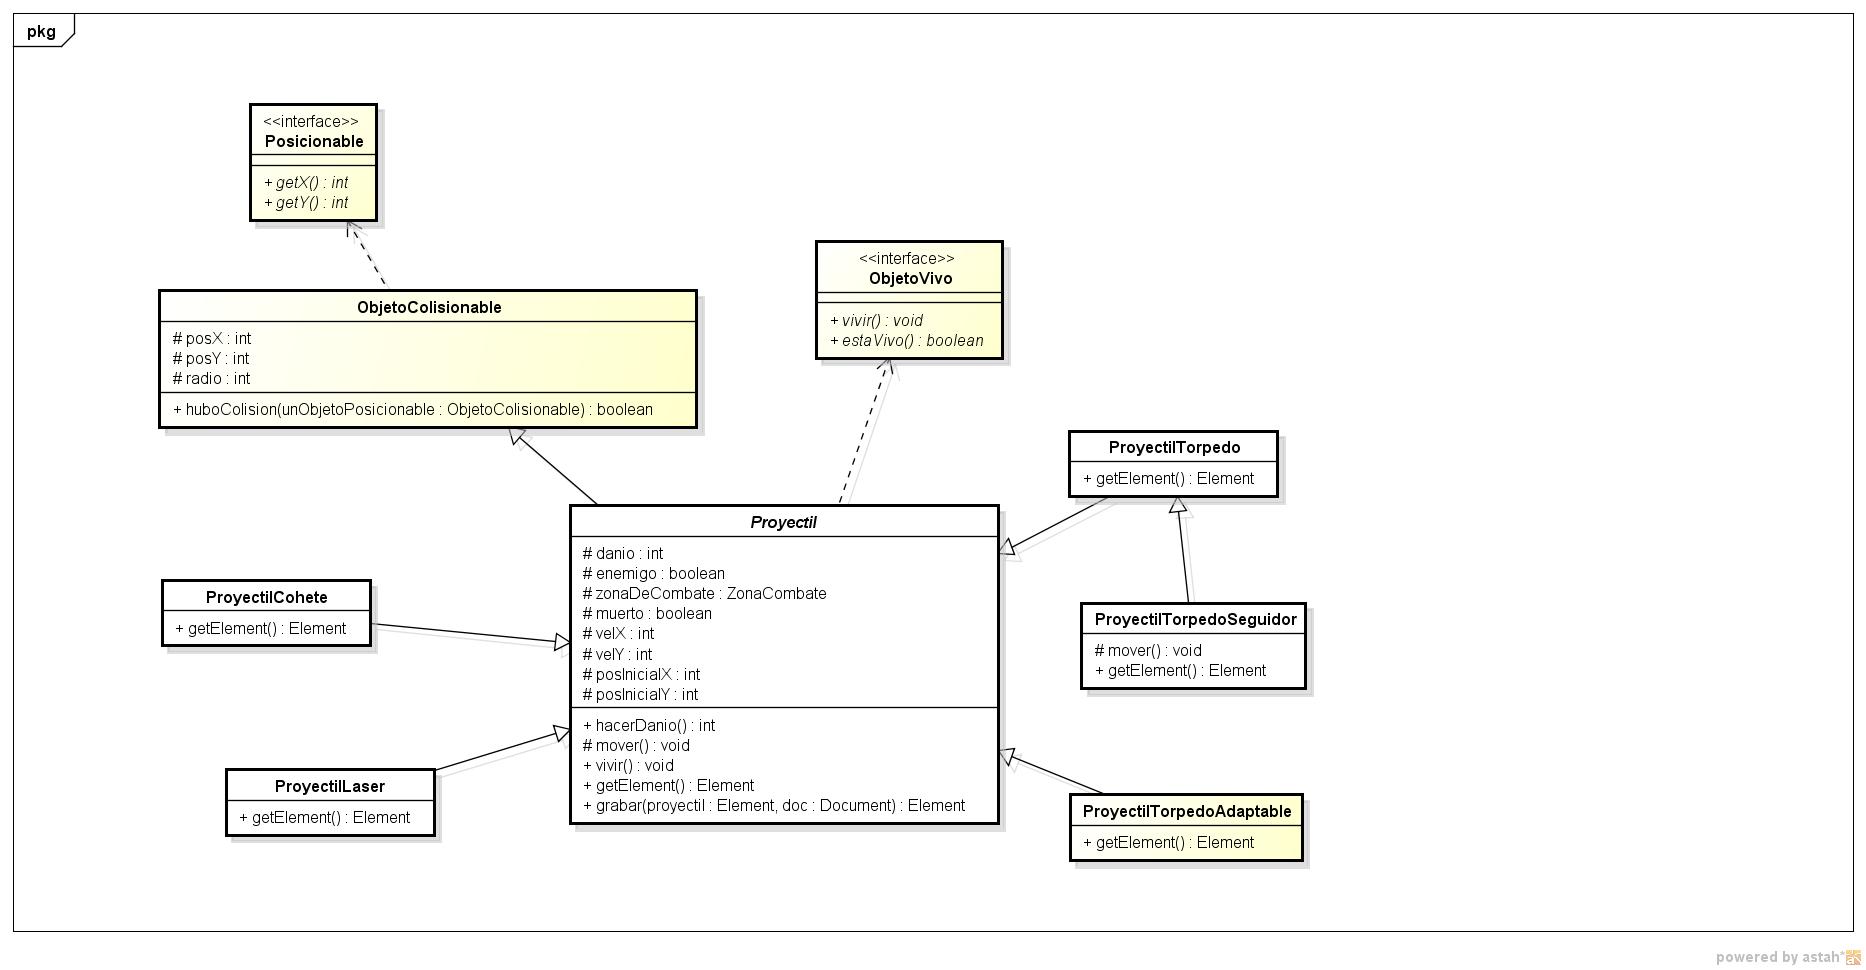 pkg
<<interface>>
Posicionable
+ getX() : int
+ getY() : int
<<interface>>
ObjetoVivo
+ vivir() : void
+ estaVivo() : boolean
ObjetoColisionable
# posX : int
# posY : int
# radio : int
+ huboColision(unObjetoPosicionable : ObjetoColisionable) : boolean
ProyectilTorpedo
+ getElement() : Element
Proyectil
# danio : int
# enemigo : boolean
# zonaDeCombate : ZonaCombate
# muerto : boolean
# velX : int
# velY : int
# posInicialX : int
# posInicialY : int
+ hacerDanio() : int
# mover() : void
+ vivir() : void
+ getElement() : Element
+ grabar(proyectil : Element, doc : Document) : Element
ProyectilCohete
+ getElement() : Element
ProyectilTorpedoSeguidor
# mover() : void
+ getElement() : Element
ProyectilLaser
+ getElement() : Element
ProyectilTorpedoAdaptable
+ getElement() : Element
powered by astah*